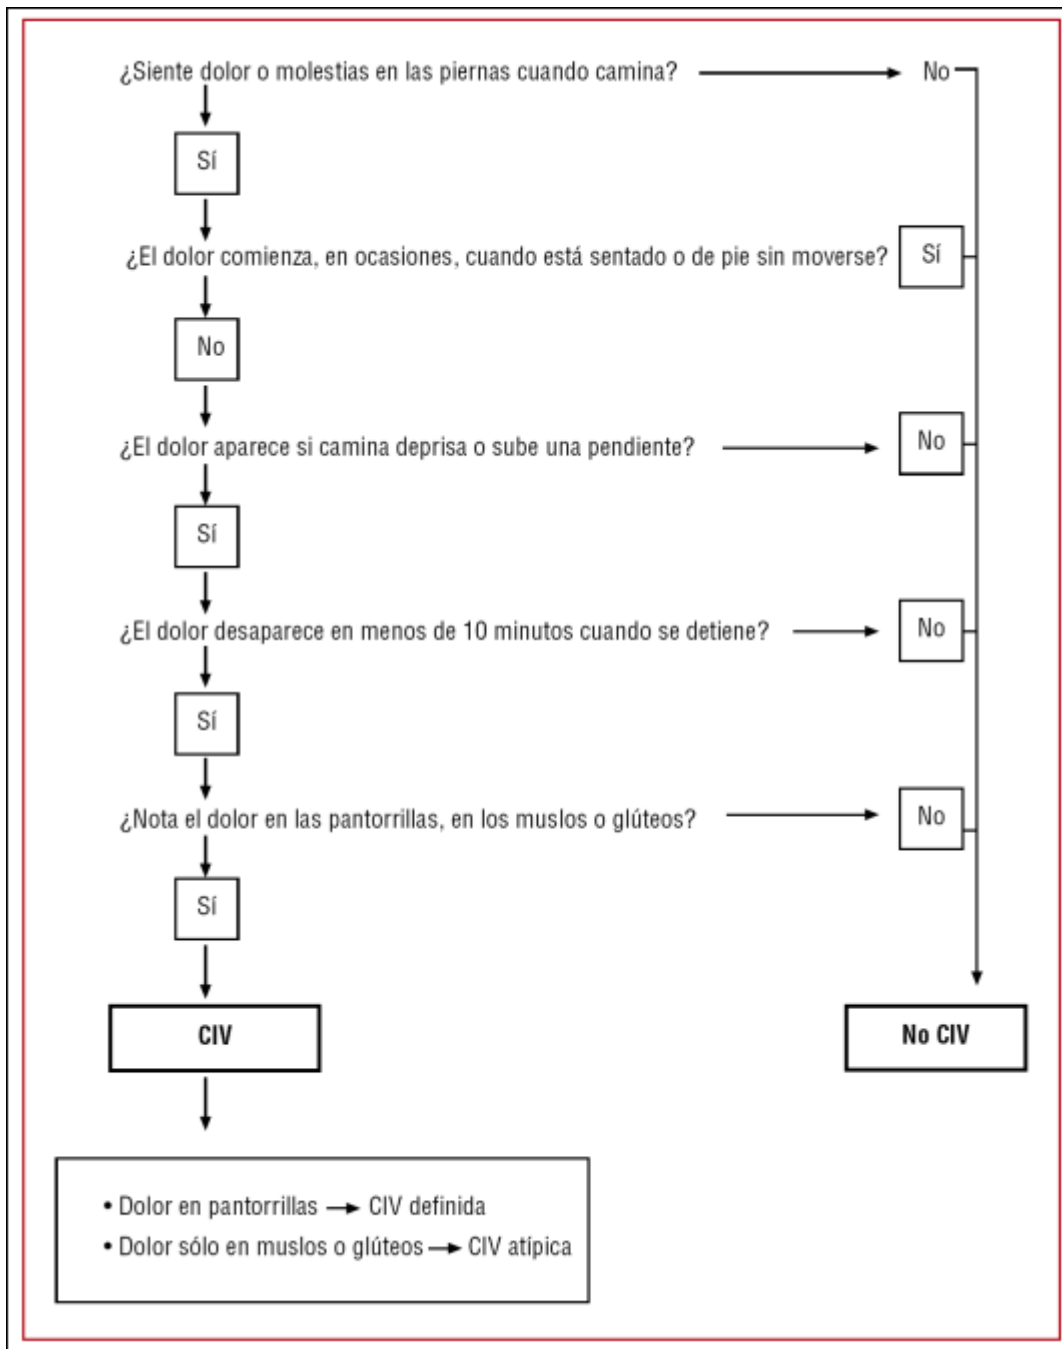 ¿Siente dolor o molestias en las piernas cuando camina? No
Sí
¿El dolor comienza, en ocasiones, cuando está sentado o de pie sin moverse? Sí
No
¿El dolor aparece si camina deprisa o sube una pendiente? No
Sí
¿El dolor desaparece en menos de 10 minutos cuando se detiene? No
Sí
¿Nota el dolor en las pantorrillas, en los muslos o glúteos? No
Sí
CIV No CIV
• Dolor en pantorrillas → CIV definida
• Dolor sólo en muslos o glúteos → CIV atípica